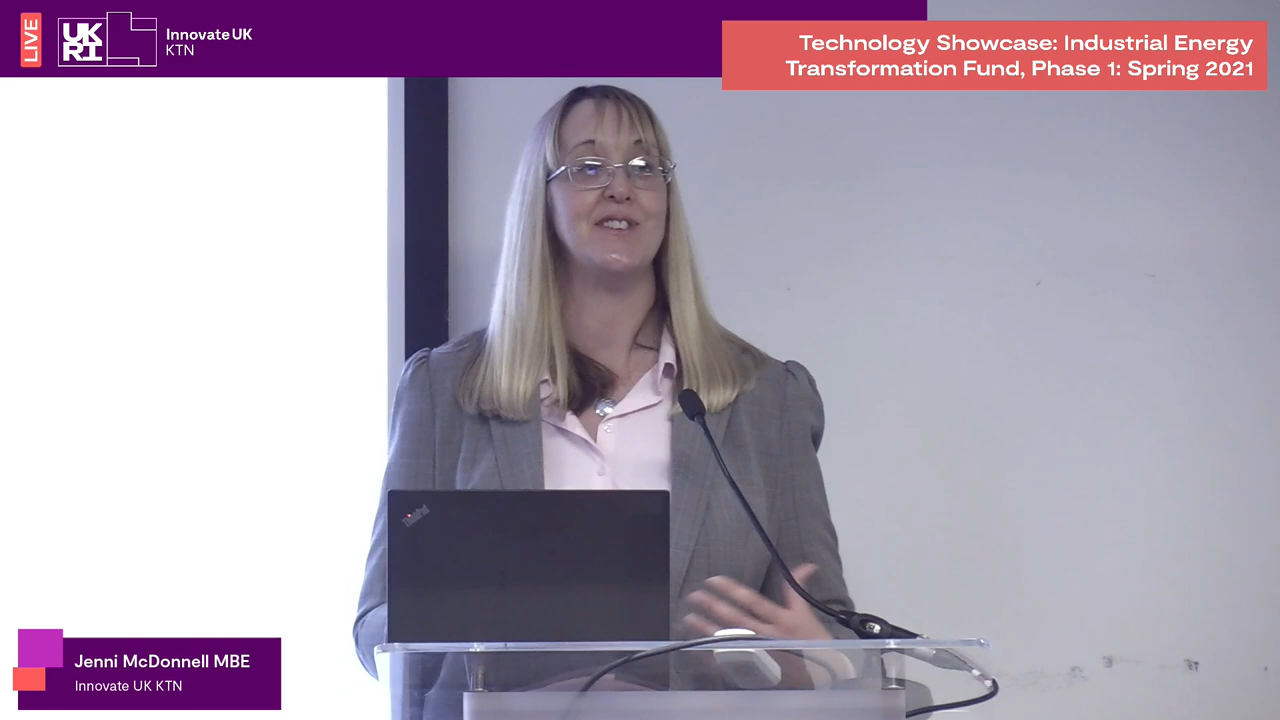 LIVE
UK
RI
Innovate UK
KTN
Technology Showcase: Industrial Energy
Transformation Fund, Phase 1: Spring 2021
ThinkPad
Jenni McDonnell MBE
Innovate UK KTN